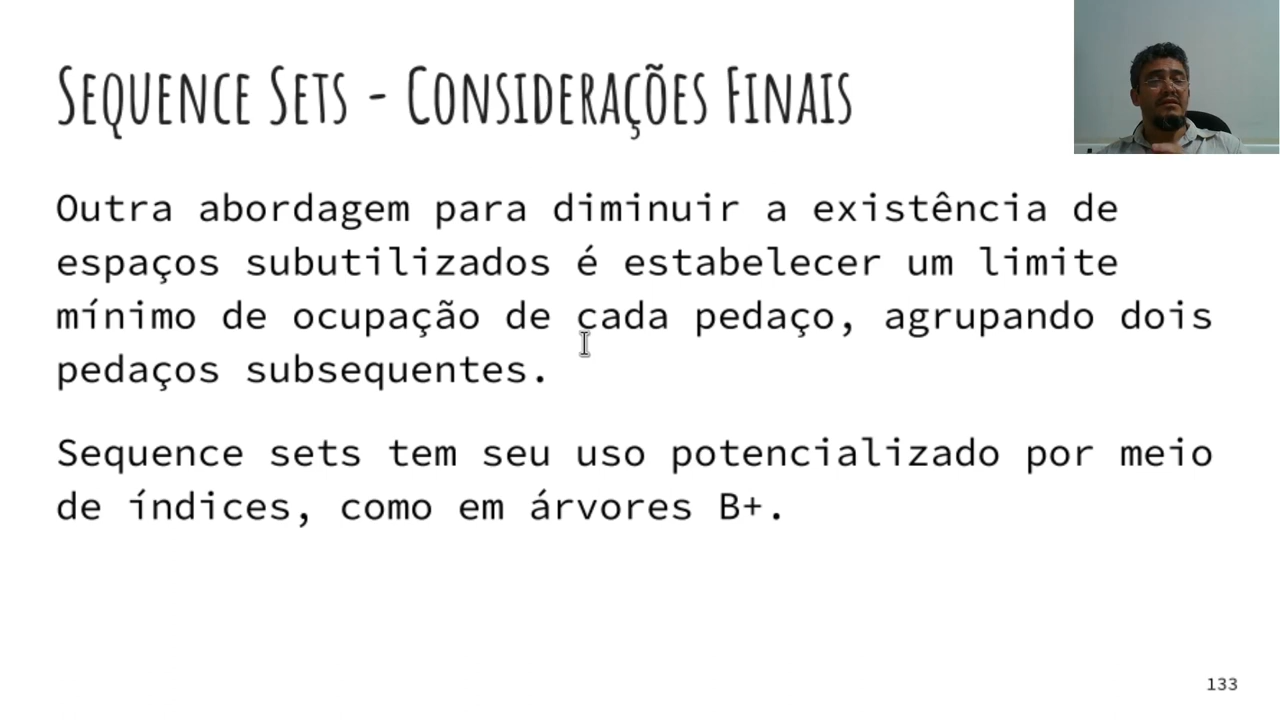 Sequence Sets - Considerações Finais
Outra abordagem para diminuir a existência de
espaços subutilizados é estabelecer um limite
mínimo de ocupação de cada pedaço, agrupando dois
pedaços subsequentes.
Sequence sets tem seu uso potencializado por meio
de índices, como em árvores B+.
133